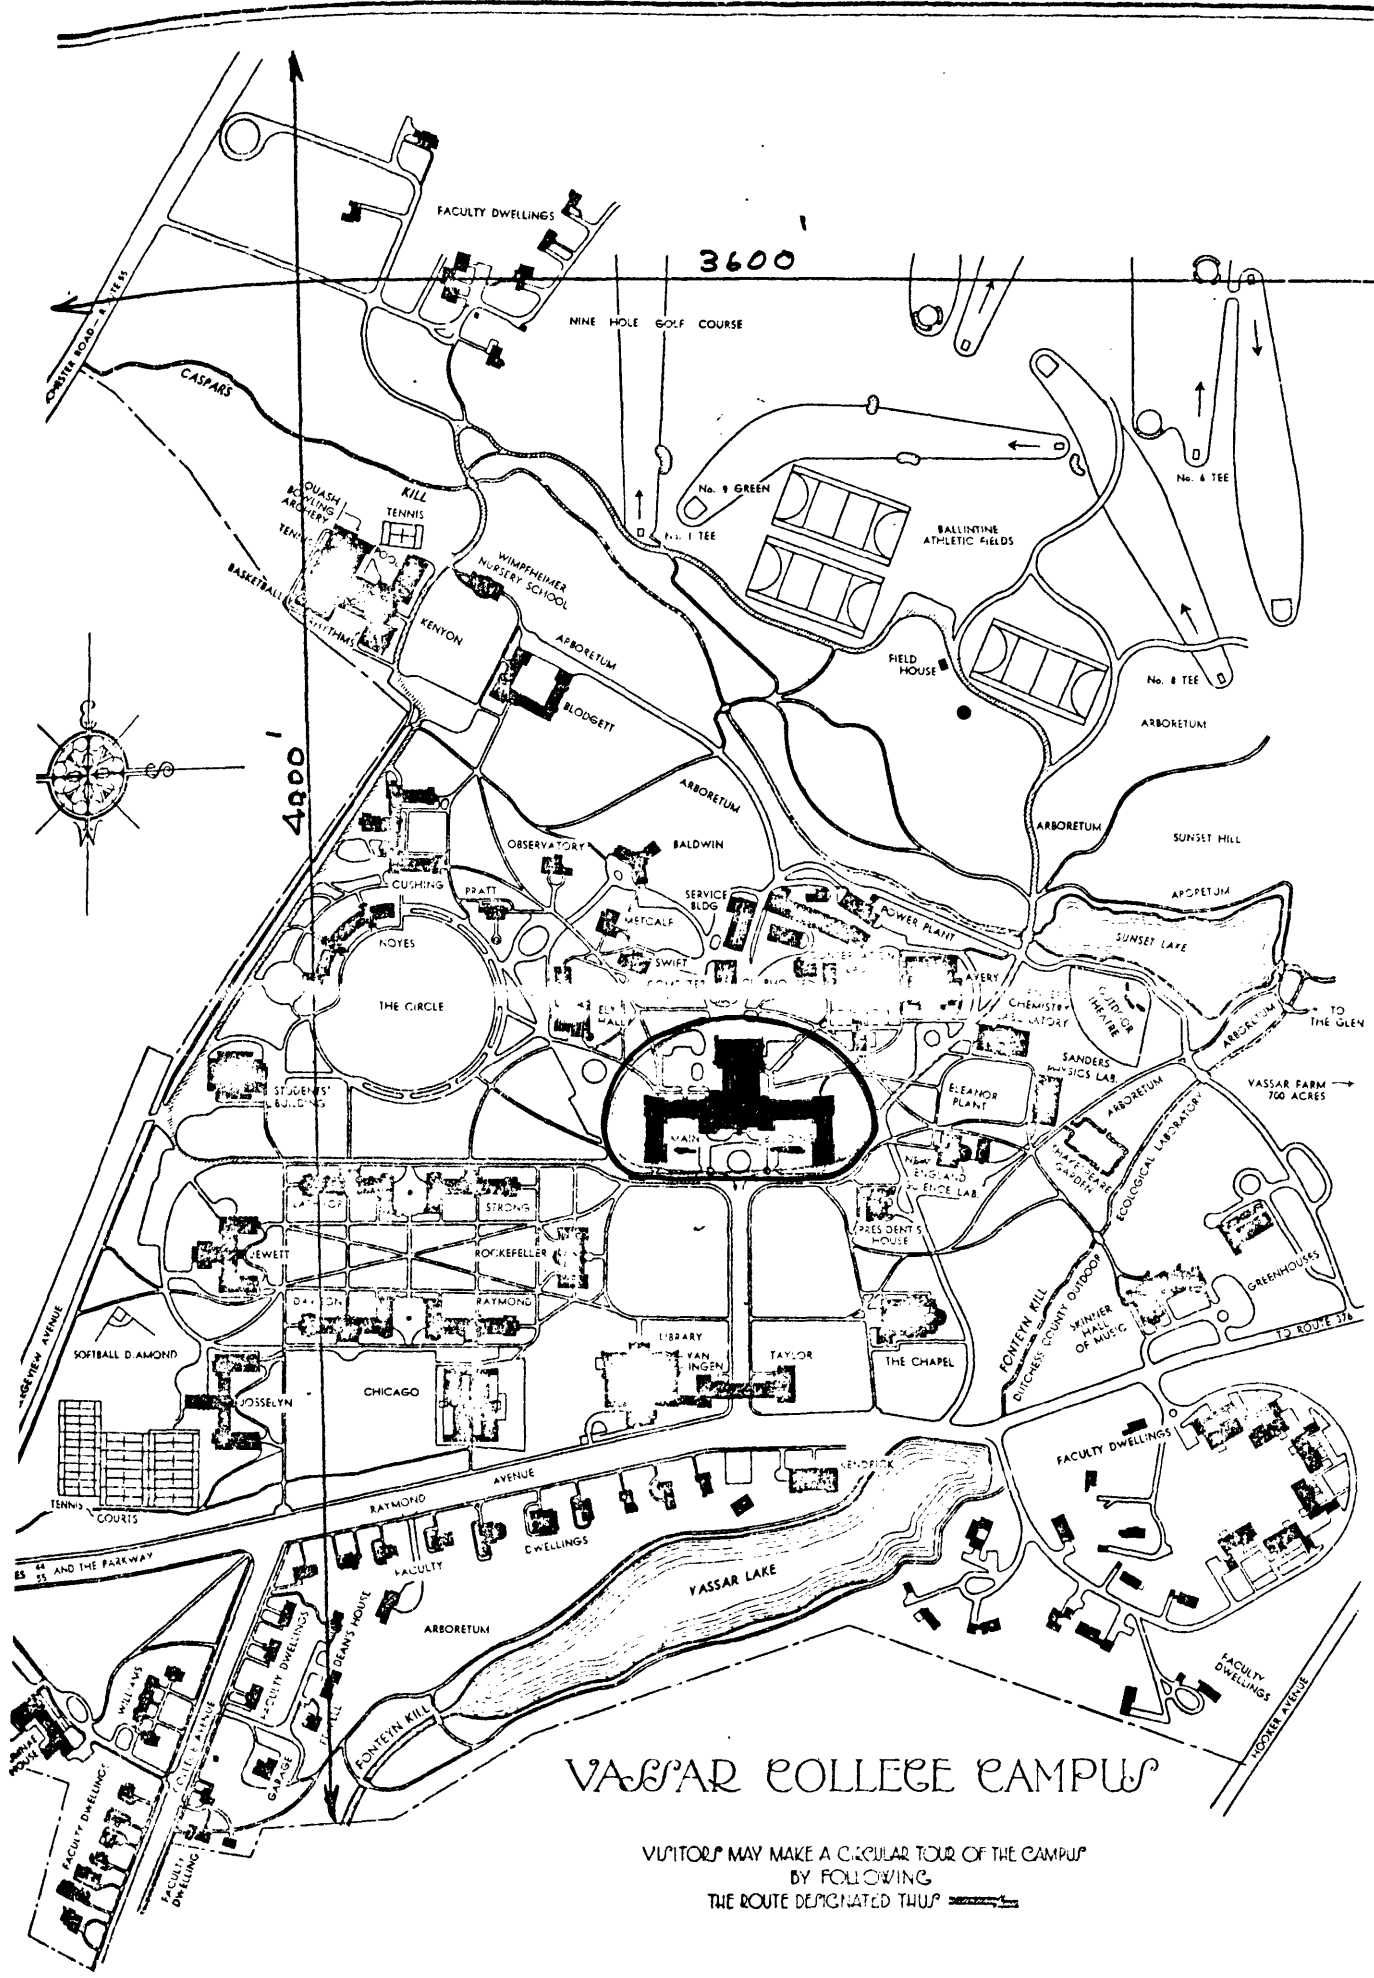 FACULTY DWELLINGS
3600'
NINE HOLE GOLF COURSE
CASPARS
KILL
TENNIS
BOWLING
ARCHERY
POOL
BASKETBALL
RHYTHMS
KENYON
WIMPFHEIMER
NURSERY SCHOOL
No. 9 GREEN
No. 1 TEE
BALLINTINE
ATHLETIC FIELDS
No. 6 TEE
FIELD
HOUSE
No. 8 TEE
ARBORETUM
ARBORETUM
BLODGETT
4000'
S
ARBORETUM
ARBORETUM
SUNSET HILL
OBSERVATORY
BALDWIN
CUSHING
PRATT
SERVICE
BLDG
METCALF
POWER PLANT
SUNSET LAKE
NOYES
SWIFT
AVERY
THE CIRCLE
HALL
CHEMISTRY
OUTDOOR
THEATRE
ARBORETUM
TO
THE GLEN
SANDERS
PHYSICS LAB.
STUDENTS'
BUILDING
ELEANOR
PLANT
ARBORETUM
VASSAR FARM
700 ACRES
MAIN
NEW
ENGLAND
SCIENCE LAB.
SHAKESPEARE
GARDEN
ECOLOGICAL LABORATORY
STRONG
PRESIDENT'S
HOUSE
JEWETT
ROCKEFELLER
GREENHOUSES
RAYMOND
FONTEYN KILL
DUTCHESS COUNTY OUTDOOR
SKINNER
HALL
OF MUSIC
TO ROUTE 376
SOFTBALL DIAMOND
LIBRARY
VAN
INGEN
TAYLOR
THE CHAPEL
JOSSELYN
CHICAGO
FACULTY DWELLINGS
TENNIS
COURTS
RAYMOND AVENUE
KENDRICK
AND THE PARKWAY
FACULTY
DWELLINGS
VASSAR LAKE
DEAN'S HOUSE
ARBORETUM
FACULTY DWELLINGS
WILLIAMS
FACULTY
DWELLINGS
HOOKER AVENUE
FONTEYN KILL
GARAGE
FACULTY DWELLINGS
FACULTY
DWELLING
VASSAR COLLEGE CAMPUS
VISITORS MAY MAKE A CIRCULAR TOUR OF THE CAMPUS
BY FOLLOWING
THE ROUTE DESIGNATED THUS